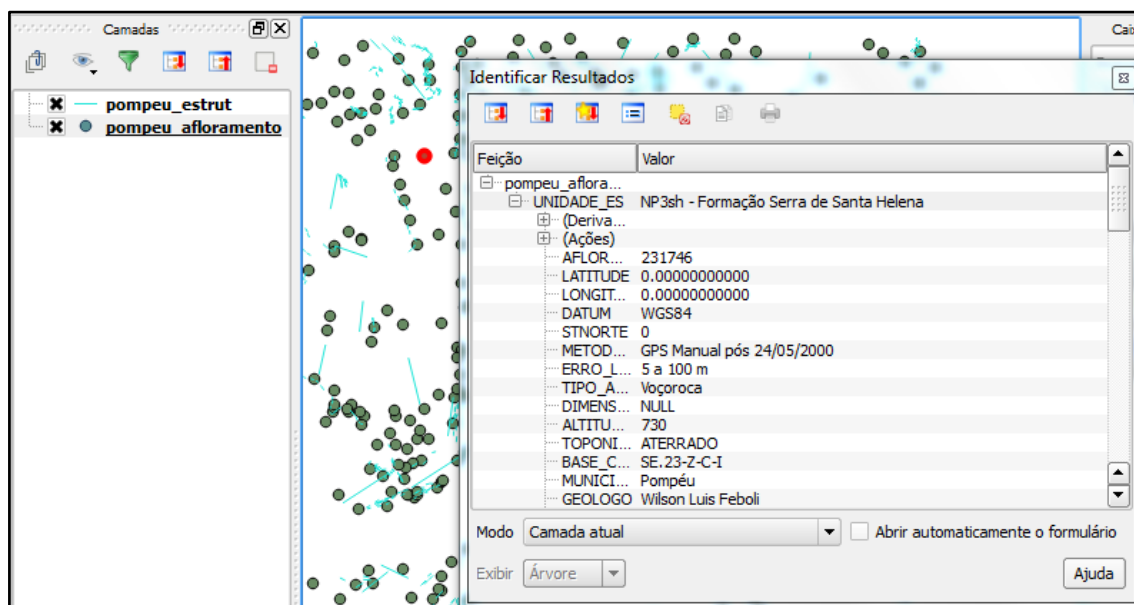 Camadas
pompeu_estrut
pompeu_afloramento
Identificar Resultados
Feição Valor
pompeu_aflora...
UNIDADE_ES NP3sh - Formação Serra de Santa Helena
(Deriva...
(Ações)
AFLOR... 231746
LATITUDE 0.00000000000
LONGIT... 0.00000000000
DATUM WGS84
STNORTE 0
METOD... GPS Manual pós 24/05/2000
ERRO_L... 5 a 100 m
TIPO_A... Voçoroca
DIMENS... NULL
ALTITU... 730
TOPONI... ATERRADO
BASE_C... SE.23-Z-C-I
MUNICI... Pompéu
GEOLOGO Wilson Luis Feboli
Modo Camada atual Abrir automaticamente o formulário
Exibir Árvore Ajuda